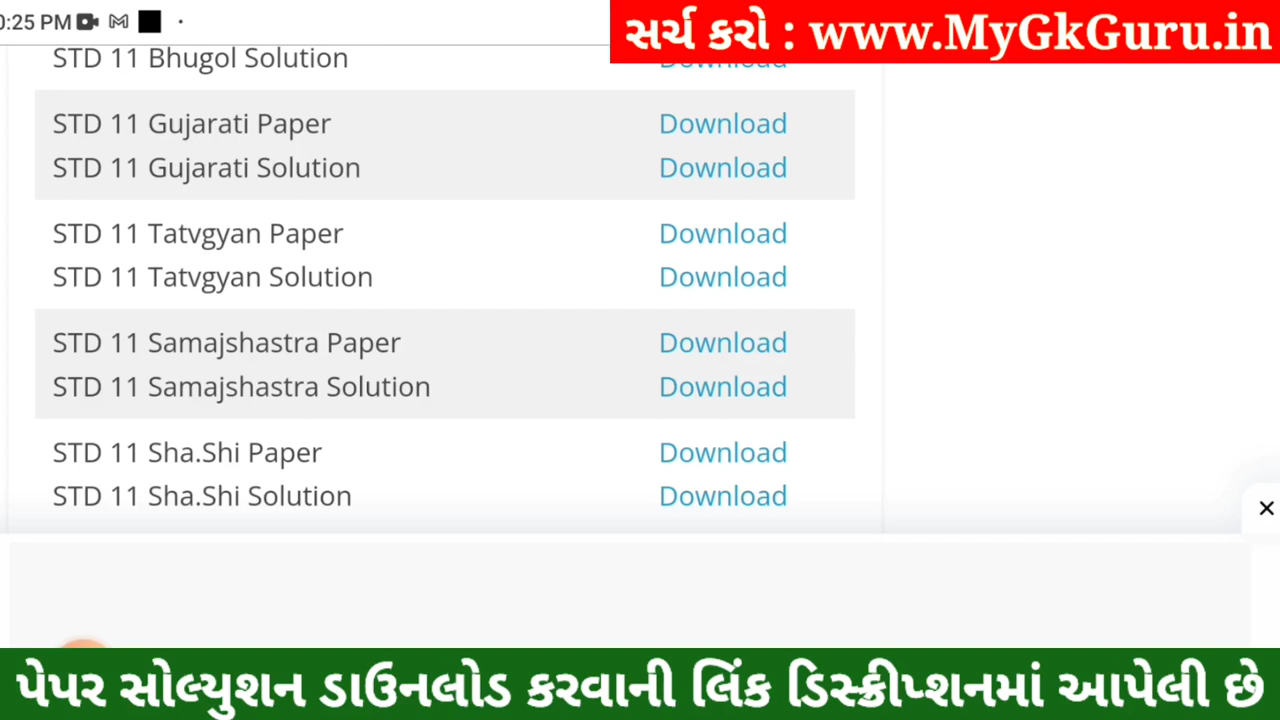 0:25 PM
સર્ચ કરો : www.MyGkGuru.in
STD 11 Bhugol Solution Download
STD 11 Gujarati Paper Download
STD 11 Gujarati Solution Download
STD 11 Tatvgyan Paper Download
STD 11 Tatvgyan Solution Download
STD 11 Samajshastra Paper Download
STD 11 Samajshastra Solution Download
STD 11 Sha.Shi Paper Download
STD 11 Sha.Shi Solution Download
પેપર સોલ્યુશન ડાઉનલોડ કરવાની લિંક ડિસ્ક્રીપ્શનમાં આપેલી છે